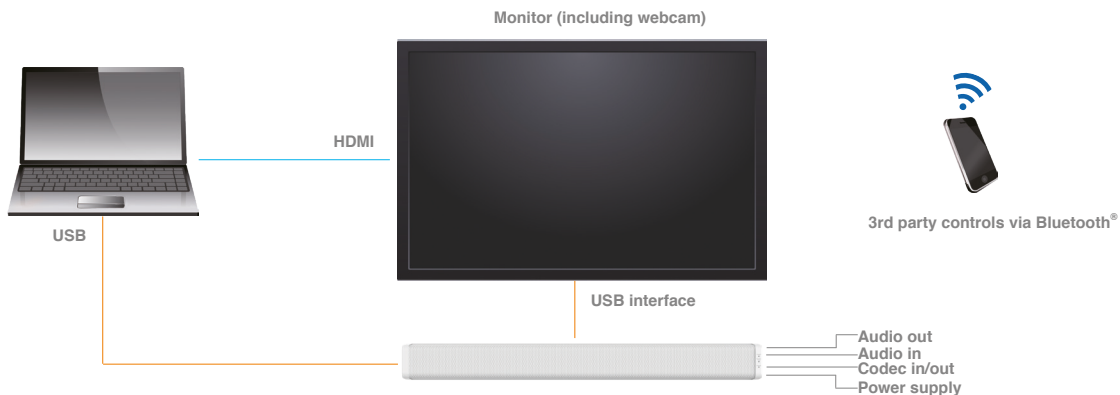 Monitor (including webcam)
HDMI
3rd party controls via Bluetooth®
USB
USB interface
Audio out
Audio in
Codec in/out
Power supply